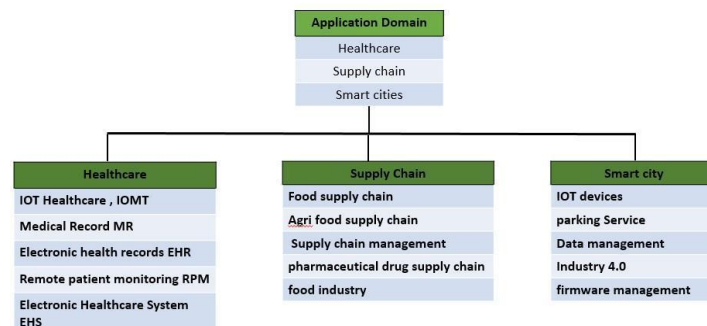 Application Domain
Healthcare
Supply chain
Smart cities
Healthcare
IOT Healthcare , IOMT
Medical Record MR
Electronic health records EHR
Remote patient monitoring RPM
Electronic Healthcare System
EHS
Supply Chain
Food supply chain
Agri food supply chain
Supply chain management
pharmaceutical drug supply chain
food industry
Smart city
IOT devices
parking Service
Data management
Industry 4.0
firmware management